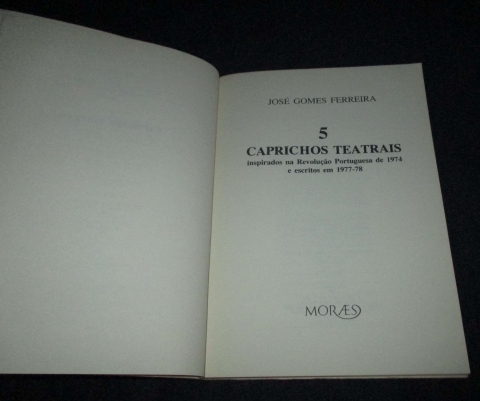 JOSÉ GOMES FERREIRA
5
CAPRICHOS TEATRAIS
inspirados na Revolução Portuguesa de 1974
e escritos em 1977-78
MORÆS